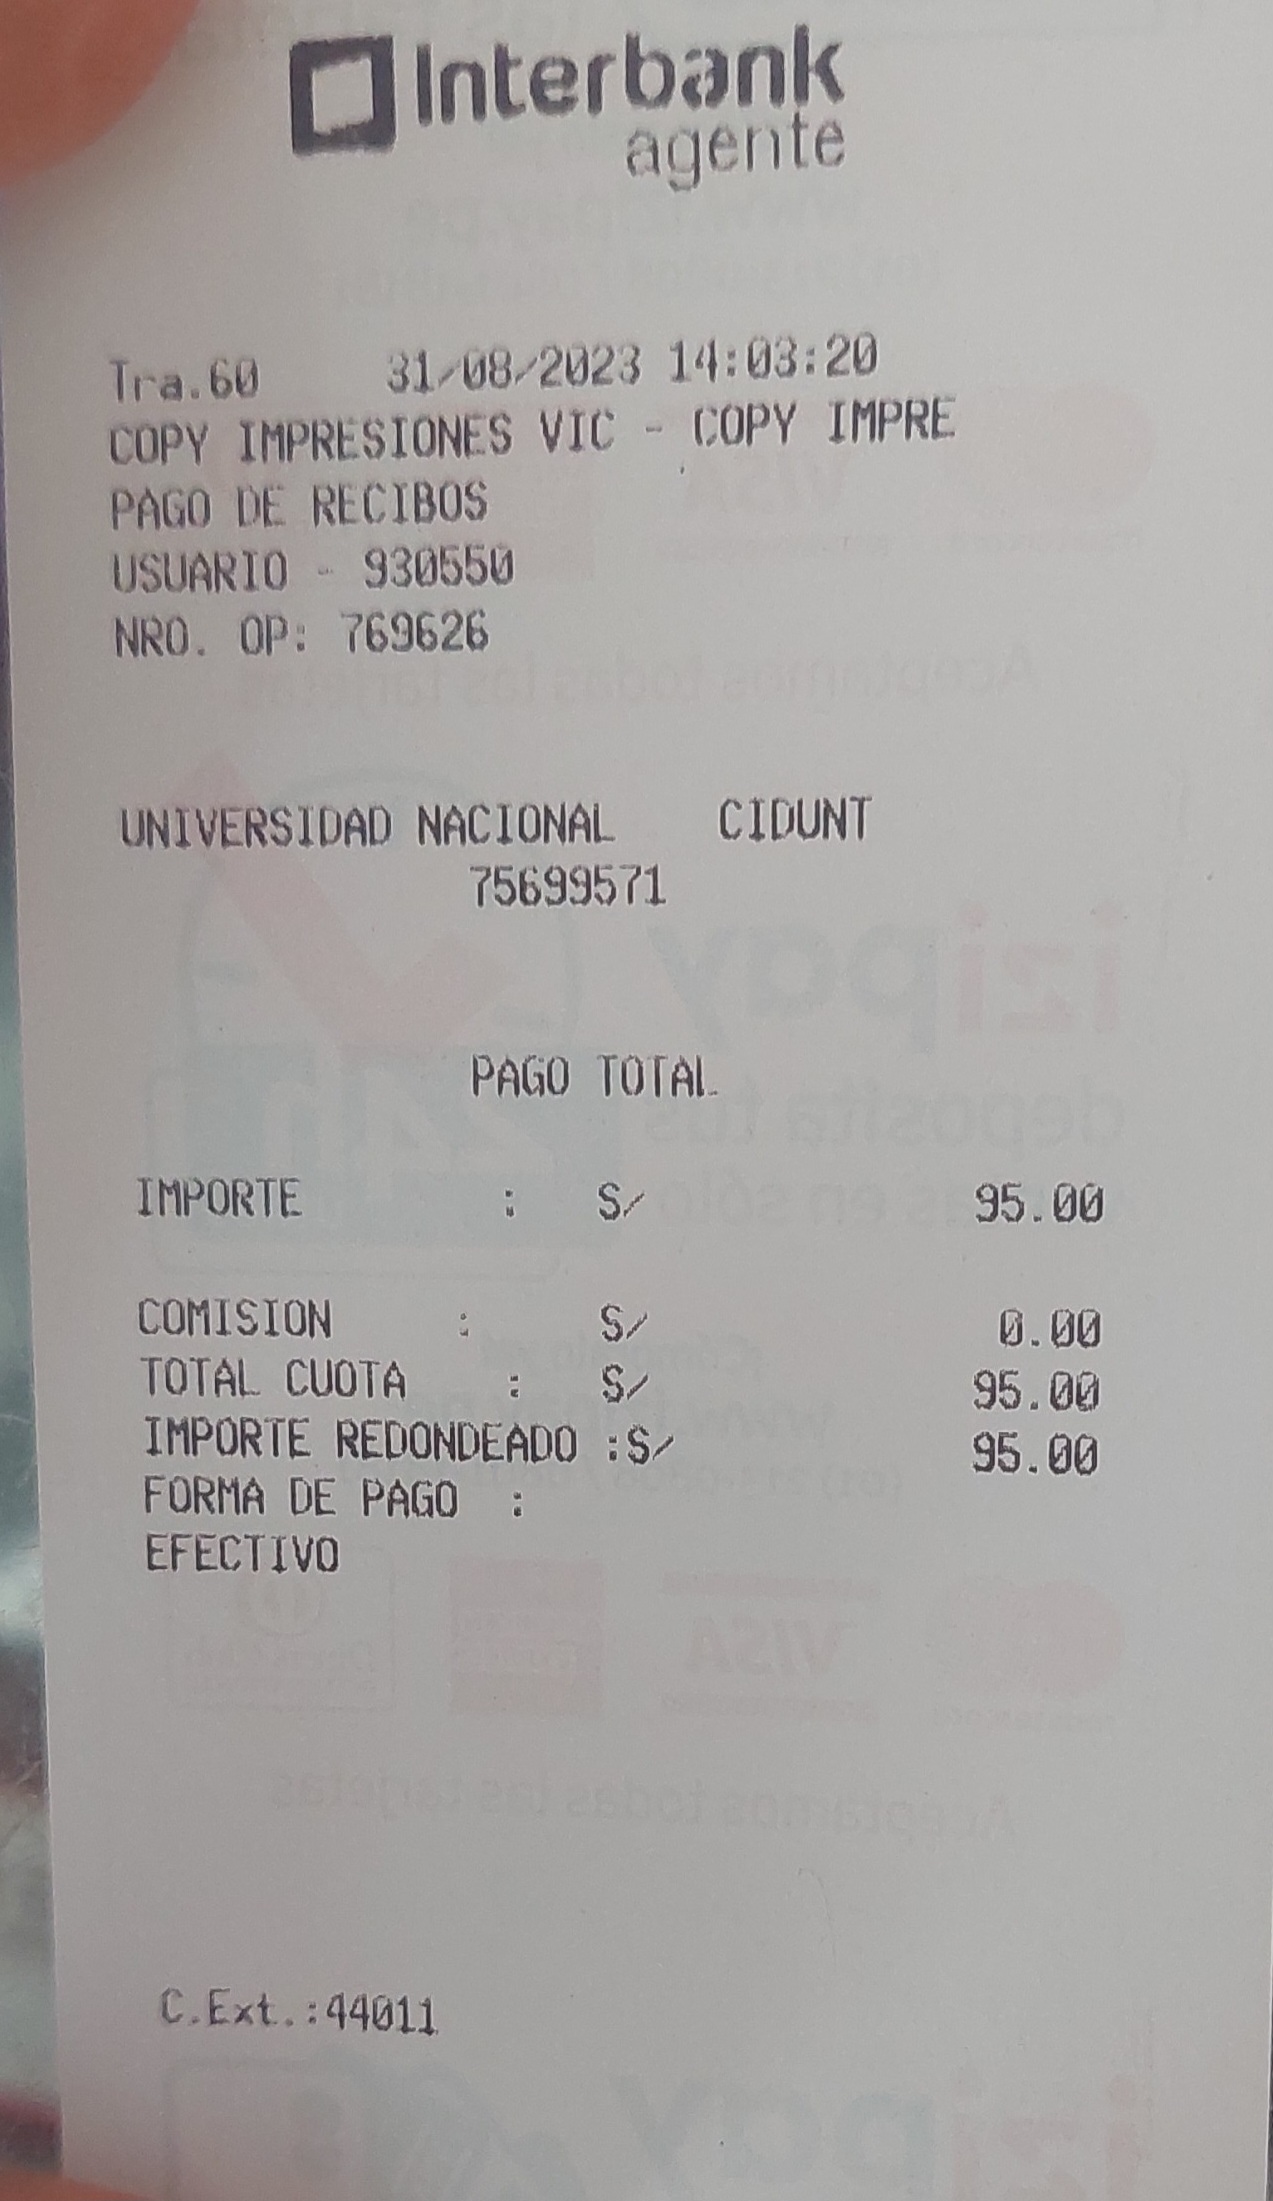 Interbank
agente
Tra.60 31/08/2023 14:03:20
COPY IMPRESIONES VIC - COPY IMPRE
PAGO DE RECIBOS
USUARIO - 930550
NRO. OP: 769626
UNIVERSIDAD NACIONAL CIDUNT
75699571
PAGO TOTAL
IMPORTE : S/ 95.00
COMISION : S/ 0.00
TOTAL CUOTA : S/ 95.00
IMPORTE REDONDEADO :S/ 95.00
FORMA DE PAGO :
EFECTIVO
C.Ext.:44011